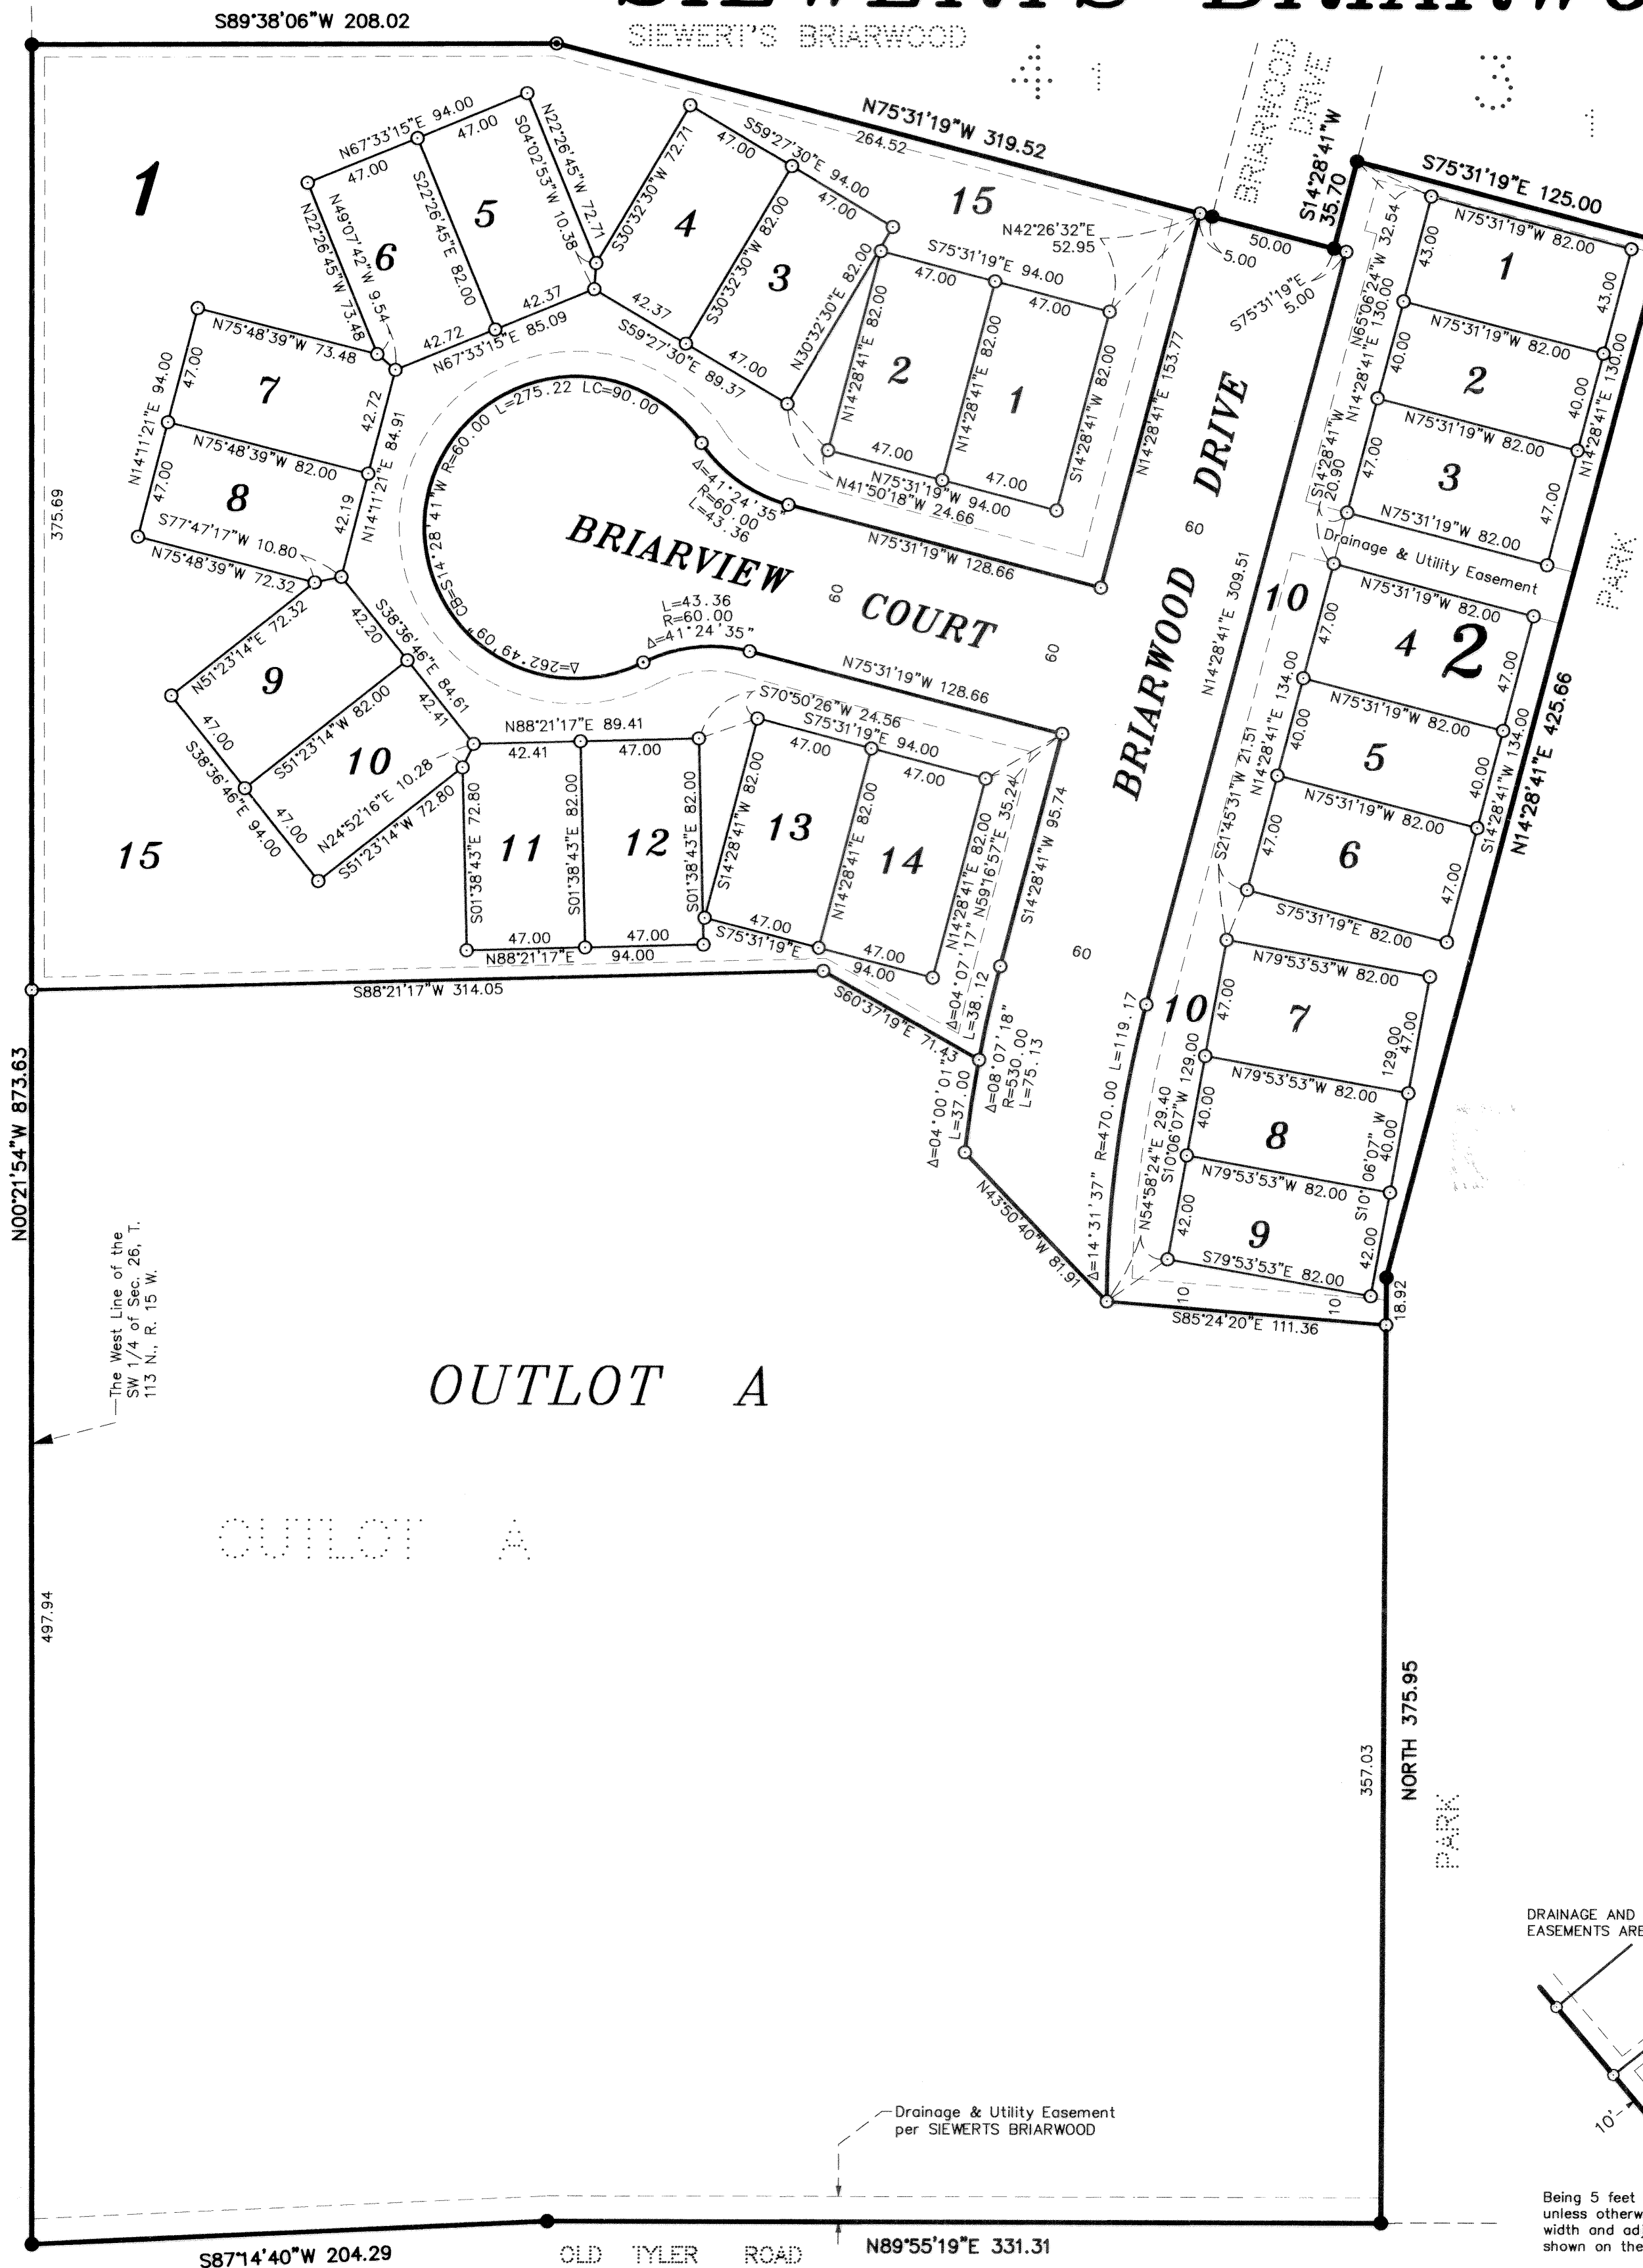 S89°38'06"W 208.02
SIEWERT'S BRIARWOOD
4
1
3
1
BRIARWOOD
DRIVE
N75°31'19"W 319.52
264.52
S14°28'41"W
35.70
S75°31'19"E 125.00
50.00
5.00
S75°31'19"E
5.00
N42°26'32"E
52.95
15
1
375.69
N67°33'15"E 94.00
47.00
47.00
N22°26'45"W 72.71
S04°02'53"W 10.38
5
S22°26'45"E 82.00
N49°07'42"W 9.54
N22°26'45"W 73.48
6
42.72
42.37
N67°33'15"E 85.09
S30°32'30"W 72.71
S59°27'30"E 94.00
47.00
47.00
4
S30°32'30"W 82.00
3
N30°32'30"E 82.00
42.37
47.00
S59°27'30"E 89.37
S75°31'19"E 94.00
47.00
47.00
2
1
N14°28'41"E 82.00
N14°28'41"E 82.00
S14°28'41"W 82.00
47.00
47.00
N75°31'19"W 94.00
N41°50'18"W 24.66
N14°28'41"E 153.77
N75°48'39"W 73.48
N14°11'21"E 94.00
47.00
47.00
7
N75°48'39"W 82.00
42.72
42.19
N14°11'21"E 84.91
8
S77°47'17"W 10.80
N75°48'39"W 72.32
CB=S14°28'41"W R=60.00 L=275.22 LC=90.00
Δ=262°49'09"
Δ=41°24'35"
R=60.00
L=43.36
N75°31'19"W 128.66
BRIARVIEW
COURT
60
60
L=43.36
R=60.00
Δ=41°24'35"
N75°31'19"W 128.66
BRIARWOOD DRIVE
60
60
N14°28'41"E 309.51
N51°23'14"E 72.32
9
42.20
42.41
S38°36'46"E 84.61
S51°23'14"W 82.00
47.00
47.00
S38°36'46"E 94.00
10
N24°52'16"E 10.28
S51°23'14"W 72.80
15
N88°21'17"E 89.41
42.41
47.00
S01°38'43"E 72.80
11
S01°38'43"E 82.00
12
S01°38'43"E 82.00
47.00
47.00
N88°21'17"E 94.00
S70°50'26"W 24.56
S75°31'19"E 94.00
47.00
47.00
S14°28'41"W 82.00
13
N14°28'41"E 82.00
14
N14°28'41"E 82.00
47.00
47.00
S75°31'19"E
94.00
N59°16'57"E 35.24
S14°28'41"W 95.74
Δ=04°07'17"
L=38.12
Δ=08°07'18"
R=530.00
L=75.13
Δ=04°00'01"
L=37.00
S88°21'17"W 314.05
S60°37'19"E 71.43
N43°50'40"W 81.91
Δ=14°31'37" R=470.00 L=119.17
N65°06'24"W 32.54
N75°31'19"W 82.00
43.00
1
43.00
N75°31'19"W 82.00
N14°28'41"E 130.00
40.00
2
40.00
N14°28'41"E 130.00
N75°31'19"W 82.00
47.00
3
47.00
S14°28'41"W
20.90
N75°31'19"W 82.00
Drainage & Utility Easement
PARK
10
N75°31'19"W 82.00
47.00
4
2
47.00
N14°28'41"E 134.00
N75°31'19"W 82.00
40.00
5
40.00
S14°28'41"W 134.00
N14°28'41"E 425.66
N75°31'19"W 82.00
47.00
6
47.00
S75°31'19"E 82.00
S21°45'31"W 21.51
10
N79°53'53"W 82.00
47.00
7
47.00
129.00
N79°53'53"W 82.00
40.00
8
40.00
S10°06'07"W 129.00
S10°06'07" W
N79°53'53"W 82.00
42.00
9
42.00
S79°53'53"E 82.00
N54°58'24"E 29.40
10
10
18.92
S85°24'20"E 111.36
N00°21'54"W 873.63
The West Line of the
SW 1/4 of Sec. 26, T.
113 N., R. 15 W.
OUTLOT A
OUTLOT A
497.94
357.03
NORTH 375.95
PARK
DRAINAGE AND
EASEMENTS ARE
10'
Drainage & Utility Easement
per SIEWERTS BRIARWOOD
S87°14'40"W 204.29
OLD TYLER ROAD
N89°55'19"E 331.31
Being 5 feet
unless otherw
width and adj
shown on the